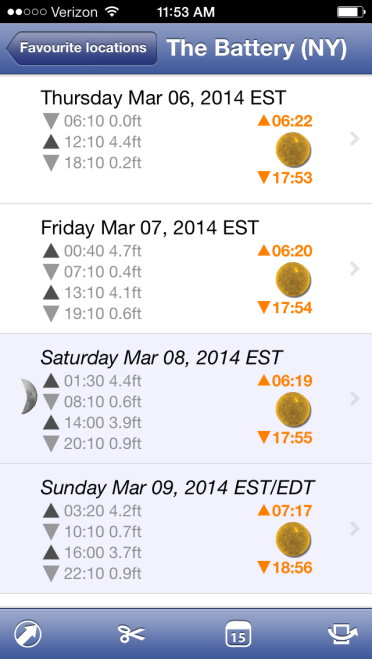 Verizon 11:53 AM
Favourite locations The Battery (NY)
Thursday Mar 06, 2014 EST
06:10 0.0ft 06:22
12:10 4.4ft
18:10 0.2ft
17:53
Friday Mar 07, 2014 EST
00:40 4.7ft 06:20
07:10 0.4ft
13:10 4.1ft
19:10 0.6ft 17:54
Saturday Mar 08, 2014 EST
01:30 4.4ft 06:19
08:10 0.6ft
14:00 3.9ft
20:10 0.9ft 17:55
Sunday Mar 09, 2014 EST/EDT
03:20 4.2ft 07:17
10:10 0.7ft
16:00 3.7ft
22:10 0.9ft 18:56
15